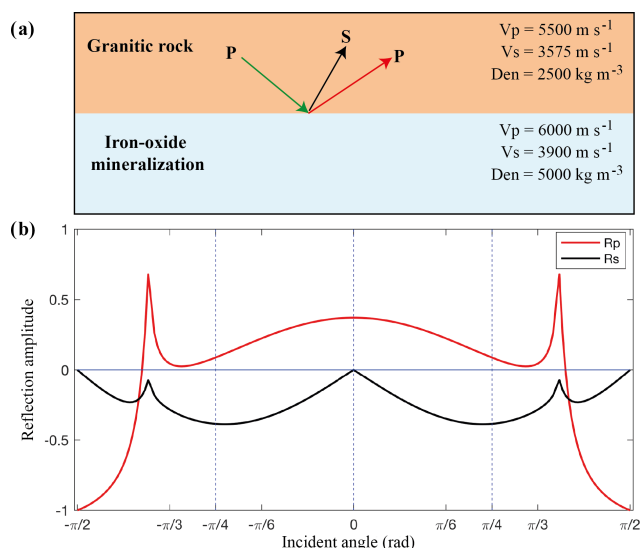 (a)
Granitic rock
P
S
P
Vp = 5500 m s⁻¹
Vs = 3575 m s⁻¹
Den = 2500 kg m⁻³
Iron-oxide
mineralization
Vp = 6000 m s⁻¹
Vs = 3900 m s⁻¹
Den = 5000 kg m⁻³
(b)
Reflection amplitude
1
0.5
0
-0.5
-1
Rp
Rs
-π/2
-π/3
-π/4
-π/6
0
π/6
π/4
π/3
π/2
Incident angle (rad)